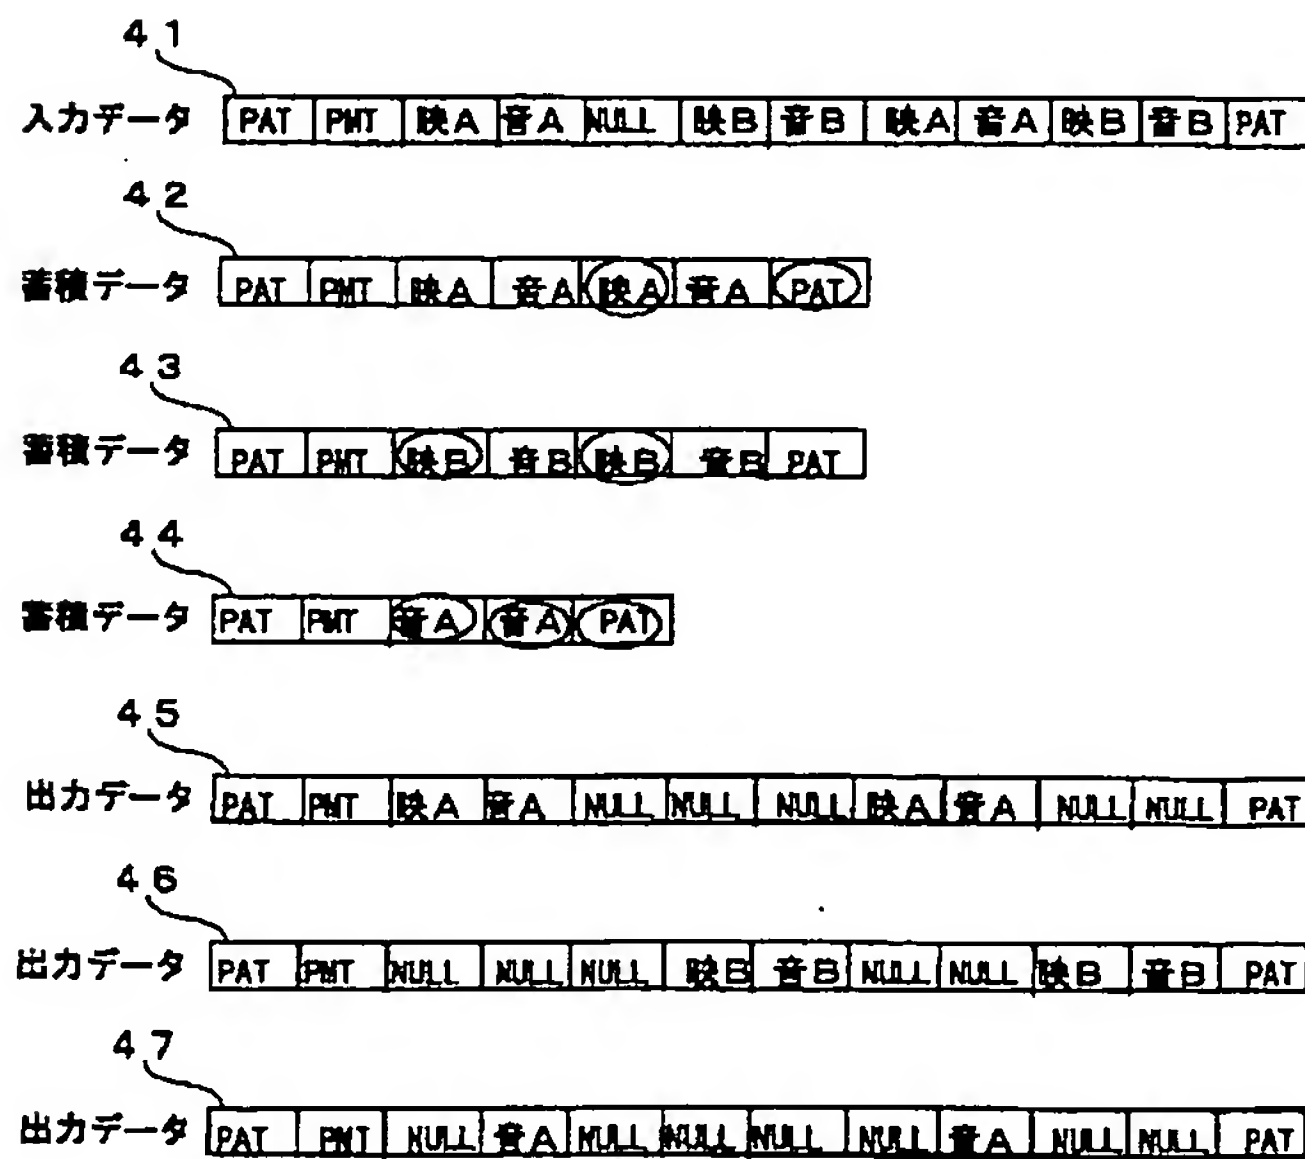 41
入力データ PAT PMT 映A 音A NULL 映B 音B 映A 音A 映B 音B PAT
42
蓄積データ PAT PMT 映A 音A 映A 音A PAT
43
蓄積データ PAT PMT 映B 音B 映B 音B PAT
44
蓄積データ PAT PMT 音A 音A PAT
45
出力データ PAT PMT 映A 音A NULL NULL NULL 映A 音A NULL NULL PAT
46
出力データ PAT PMT NULL NULL NULL 映B 音B NULL NULL 映B 音B PAT
47
出力データ PAT PMT NULL 音A NULL NULL NULL NULL 音A NULL NULL PAT